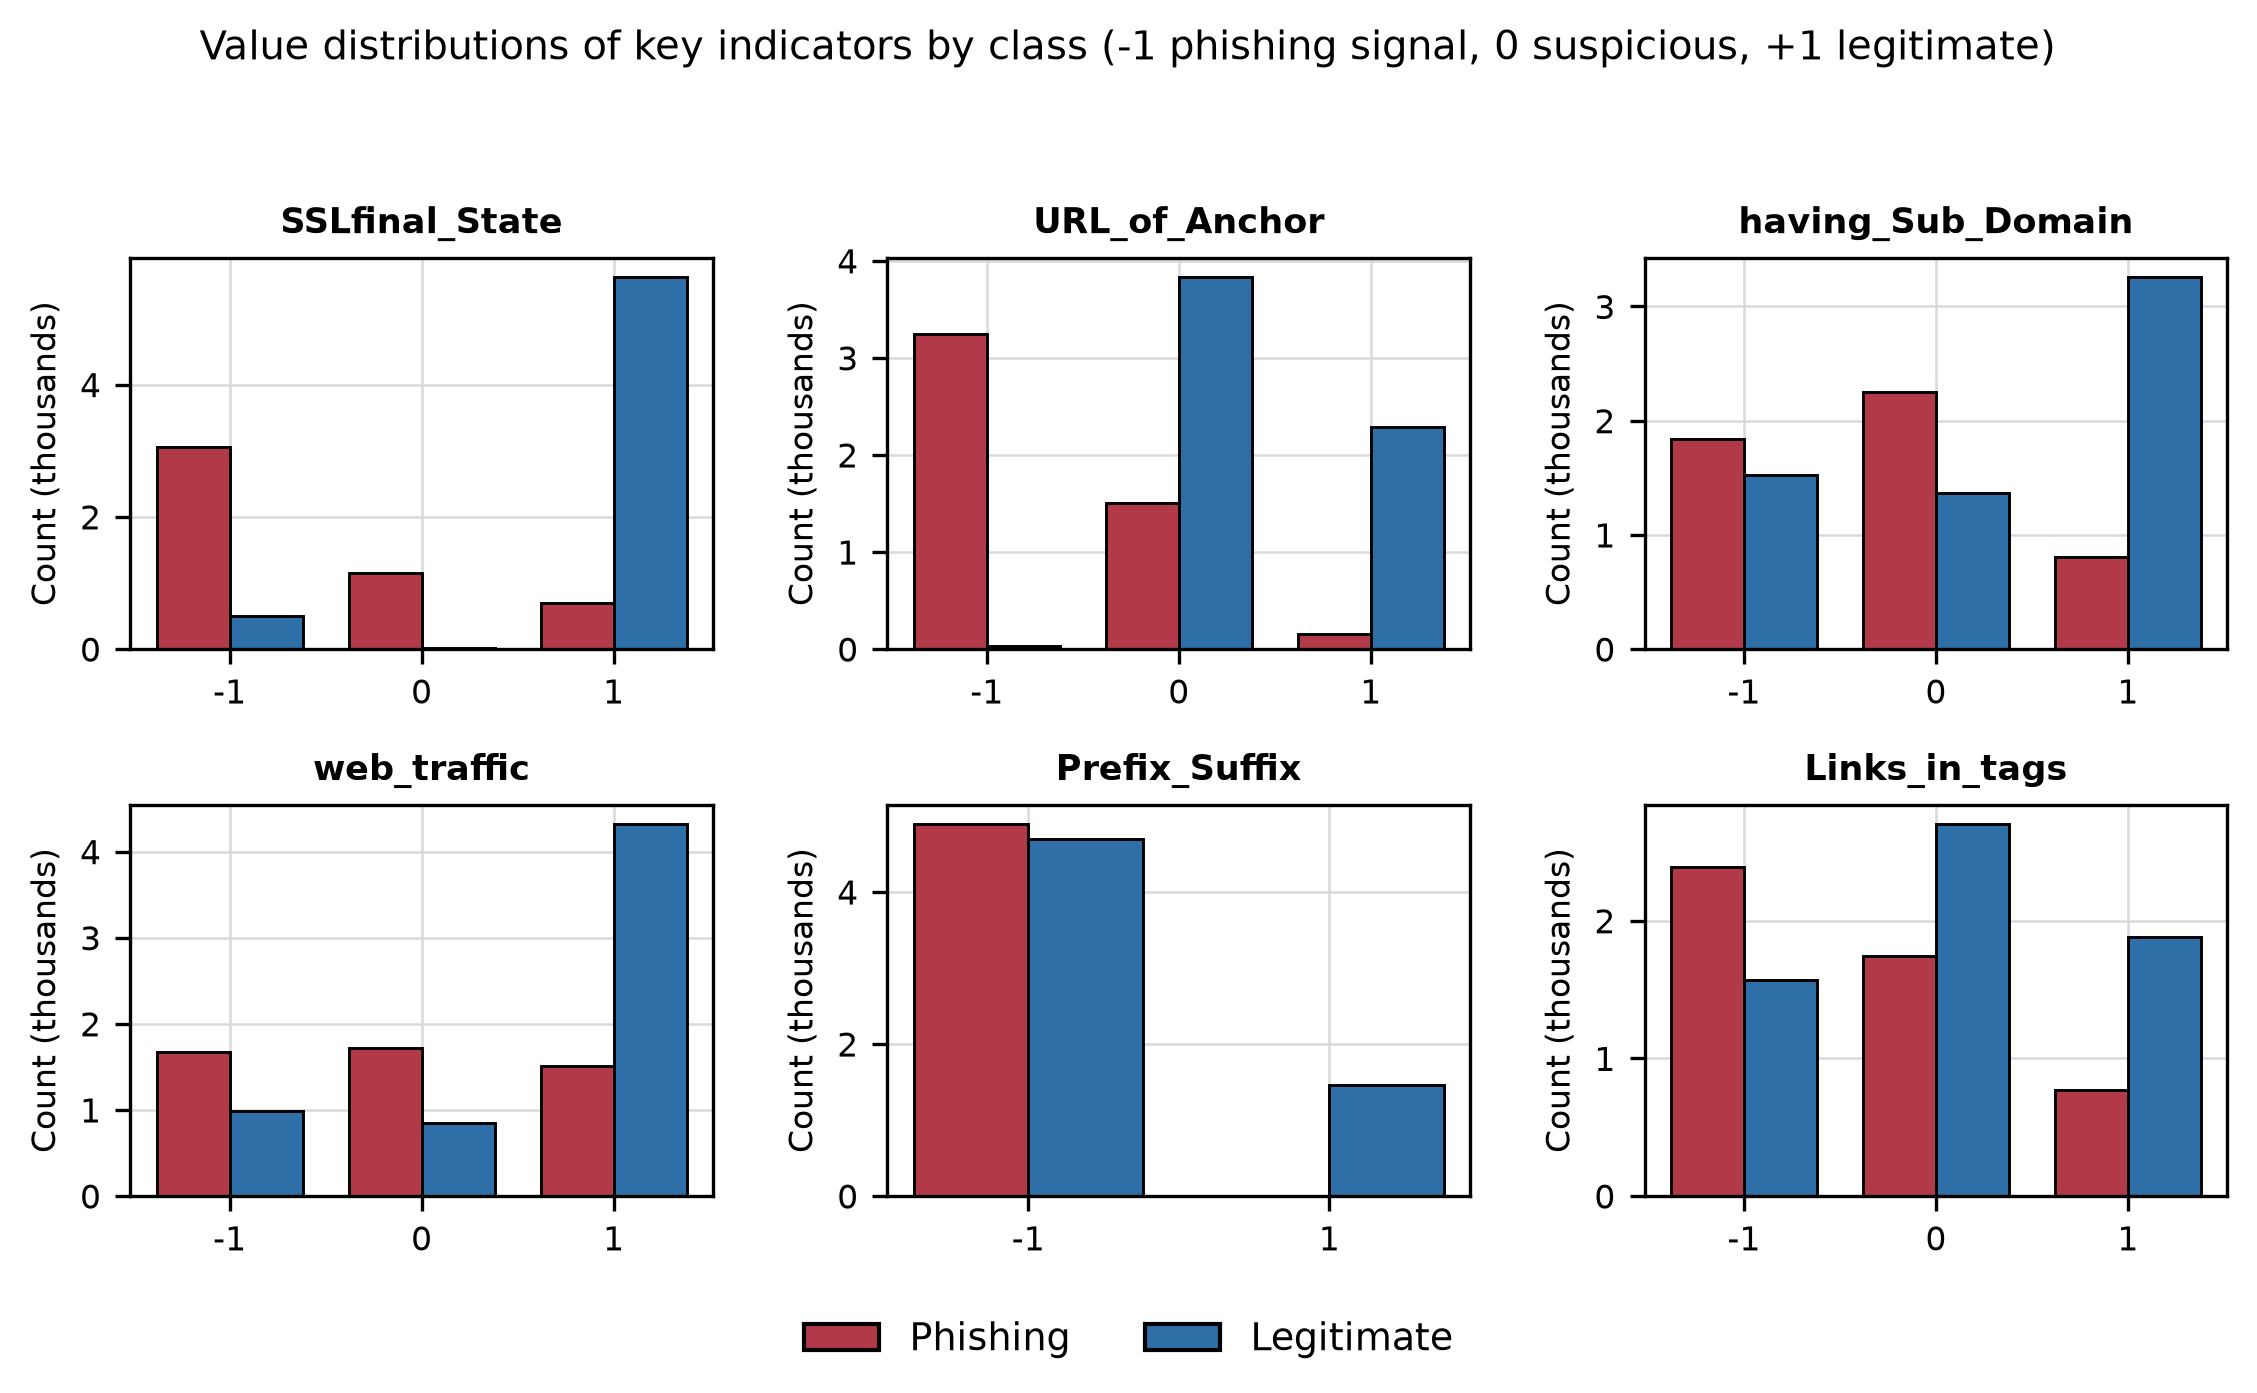 Value distributions of key indicators by class (-1 phishing signal, 0 suspicious, +1 legitimate)
SSLfinal_State
Count (thousands)
4
2
0
-1 0 1
URL_of_Anchor
Count (thousands)
4
3
2
1
0
-1 0 1
having_Sub_Domain
Count (thousands)
3
2
1
0
-1 0 1
web_traffic
Count (thousands)
4
3
2
1
0
-1 0 1
Prefix_Suffix
Count (thousands)
4
2
0
-1 1
Links_in_tags
Count (thousands)
2
1
0
-1 0 1
Phishing Legitimate